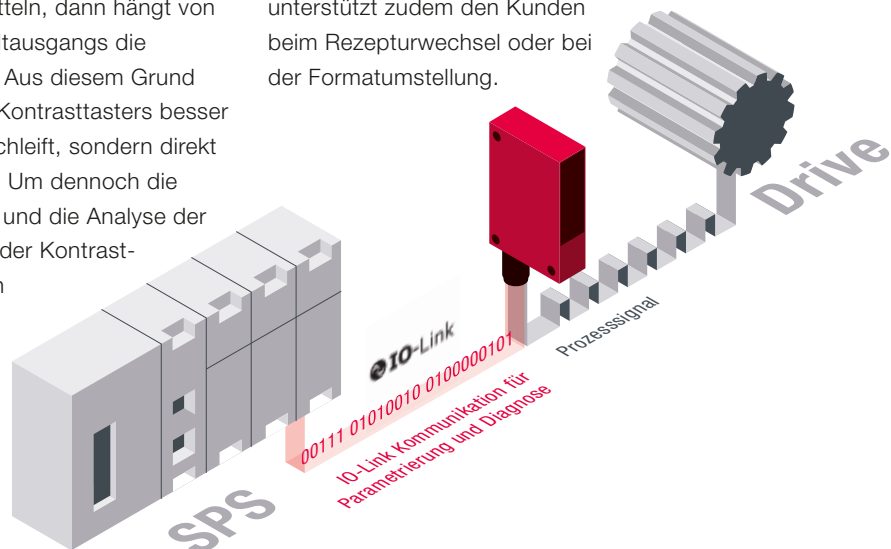 tteln, dann hängt von
ltausgangs die
Aus diesem Grund
Kontrasttasters besser
chleift, sondern direkt
Um dennoch die
und die Analyse der
der Kontrast-
unterstützt zudem den Kunden
beim Rezepturwechsel oder bei
der Formatumstellung.
Drive
Prozesssignal
IO-Link
00111 01010010 0100000101
IO-Link Kommunikation für
Parametrierung und Diagnose
SPS